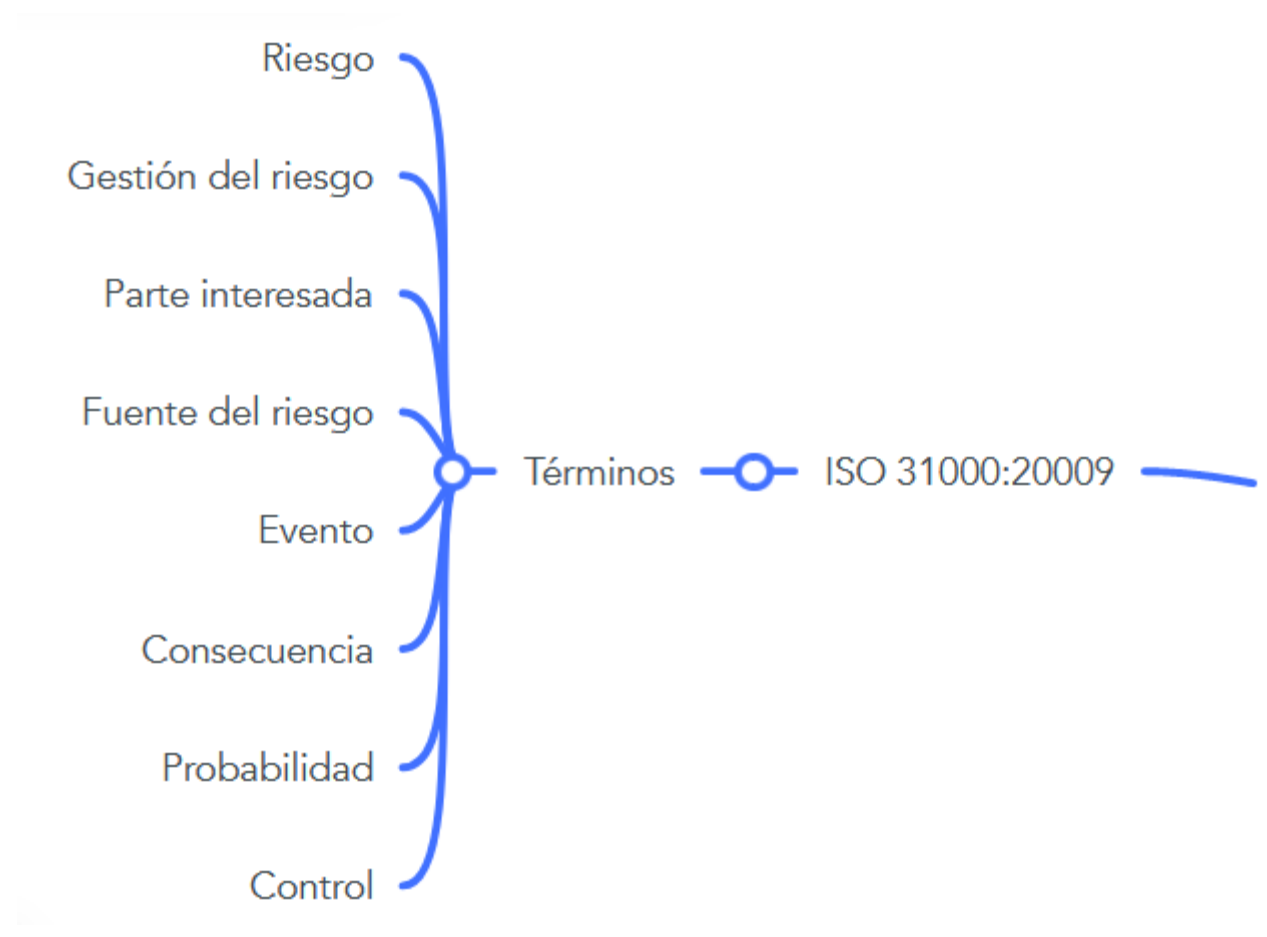 Riesgo
Gestión del riesgo
Parte interesada
Fuente del riesgo
Evento
Consecuencia
Probabilidad
Control
Términos
ISO 31000:20009